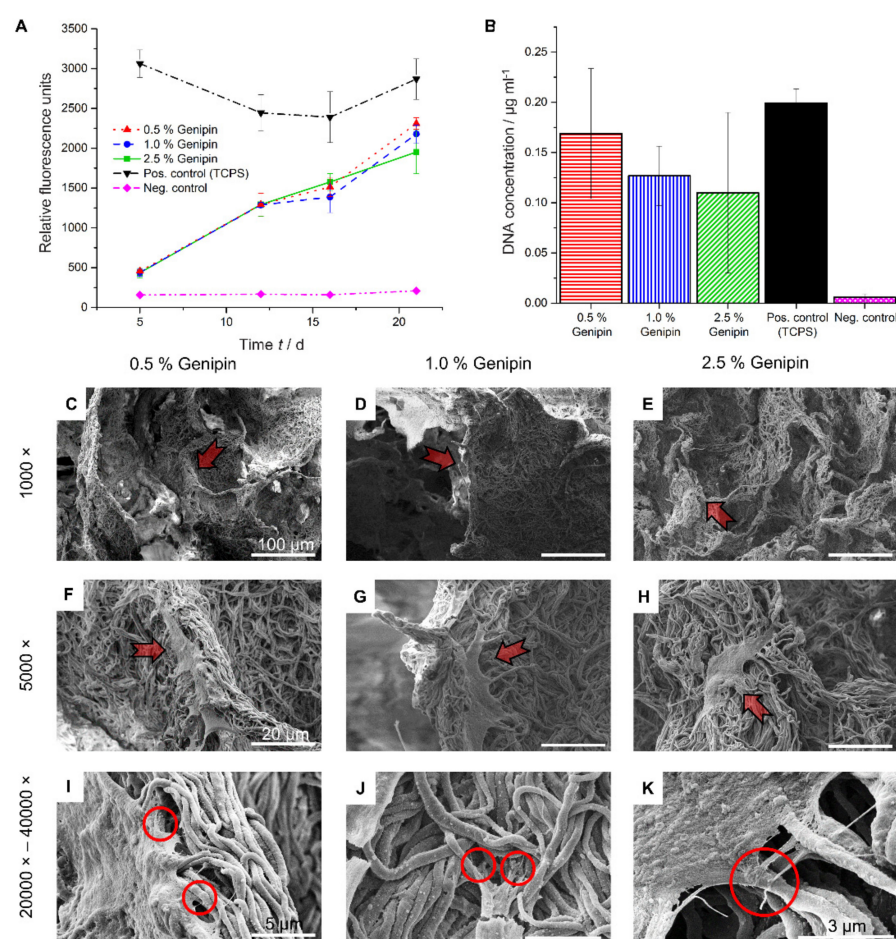 A
3500
3000
2500
2000
1500
1000
500
0
Relative fluorescence units
0.5 % Genipin
1.0 % Genipin
2.5 % Genipin
Pos. control (TCPS)
Neg. control
5
10
15
20
Time t / d
B
0.25
0.20
0.15
0.10
0.05
0.00
DNA concentration / µg ml⁻¹
0.5 %
Genipin
1.0 %
Genipin
2.5 %
Genipin
Pos. control
(TCPS)
Neg. control
0.5 % Genipin
1.0 % Genipin
2.5 % Genipin
1000 ×
C
100 µm
D
E
5000 ×
F
20 µm
G
H
20000 × – 40000 ×
I
5 µm
J
K
3 µm